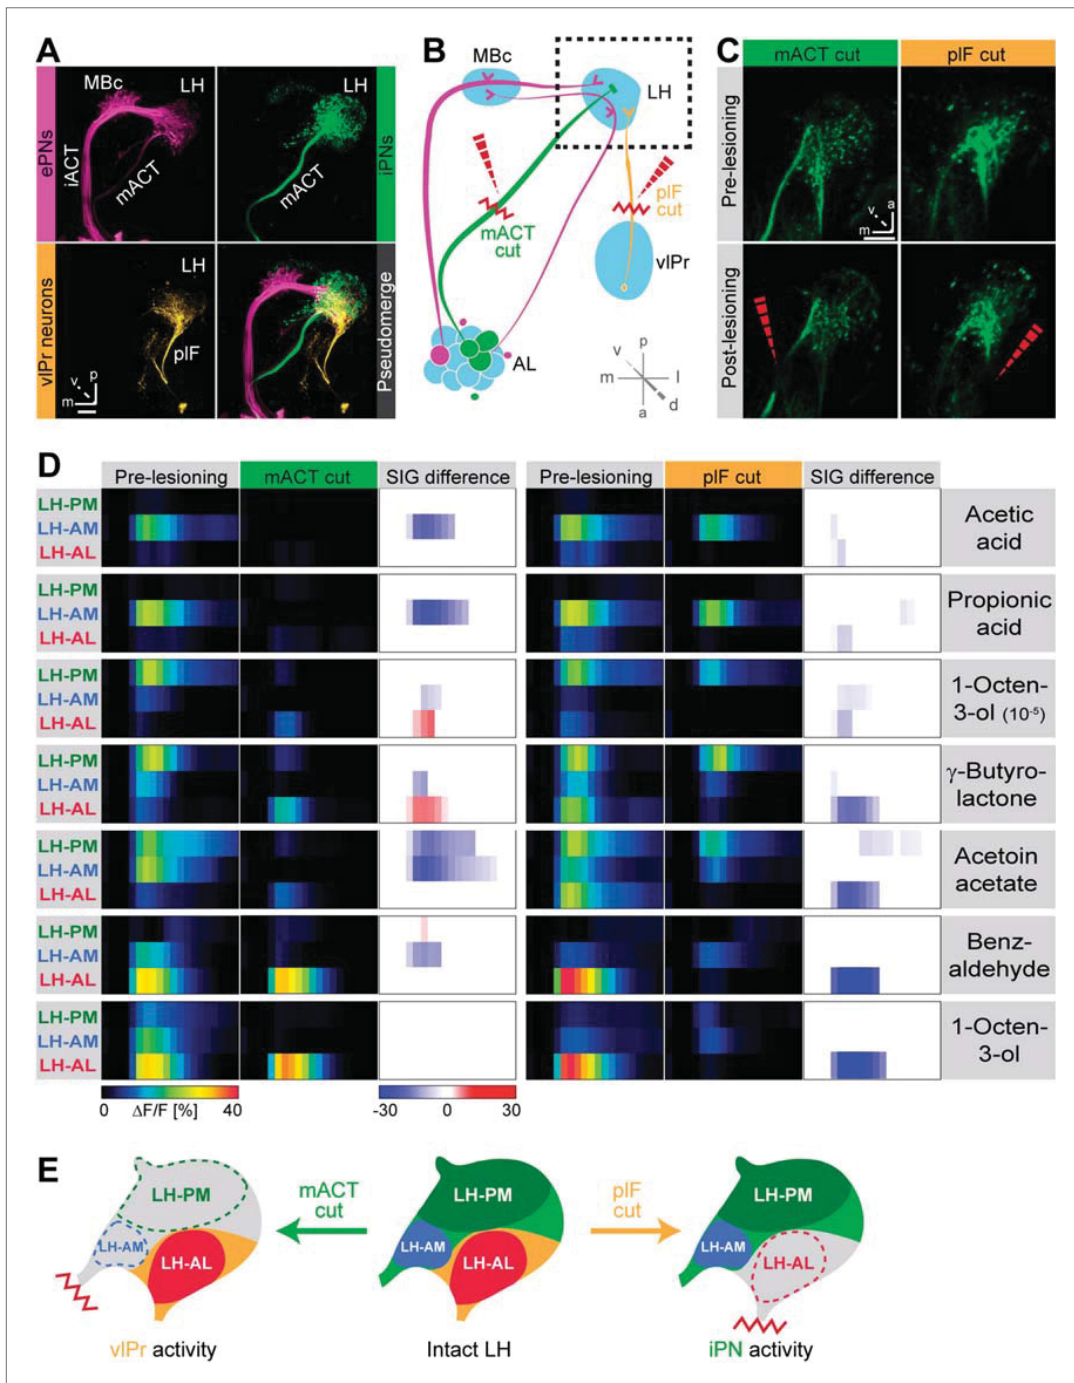 A
MBc
LH
LH
ePNs
iACT
mACT
mACT
iPNs
LH
vlPr neurons
plF
p
v
m
Pseudomerge
B
MBc
LH
mACT
cut
plF
cut
vlPr
AL
p
v
m
l
a
d
C
mACT cut
plF cut
Pre-lesioning
v
a
m
Post-lesioning
D
Pre-lesioning mACT cut SIG difference Pre-lesioning plF cut SIG difference
LH-PM
LH-AM
LH-AL
Acetic
acid
LH-PM
LH-AM
LH-AL
Propionic
acid
LH-PM
LH-AM
LH-AL
1-Octen-
3-ol (10⁻⁵)
LH-PM
LH-AM
LH-AL
γ-Butyro-
lactone
LH-PM
LH-AM
LH-AL
Acetoin
acetate
LH-PM
LH-AM
LH-AL
Benz-
aldehyde
LH-PM
LH-AM
LH-AL
1-Octen-
3-ol
0 ΔF/F [%] 40
-30 0 30
E
LH-PM
LH-AM
LH-AL
vlPr activity
mACT
cut
LH-PM
LH-AM
LH-AL
Intact LH
plF
cut
LH-PM
LH-AM
LH-AL
iPN activity